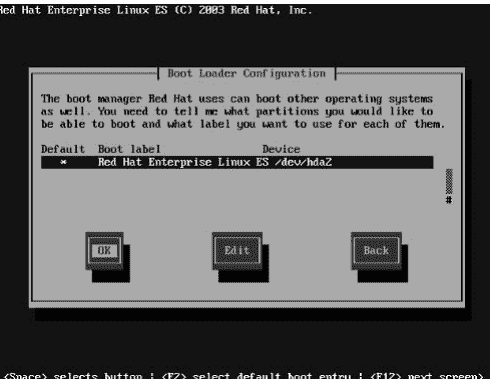 Red Hat Enterprise Linux ES (C) 2003 Red Hat, Inc.
Boot Loader Configuration
The boot manager Red Hat uses can boot other operating systems
as well. You need to tell me what partitions you would like to
be able to boot and what label you want to use for each of them.
Default Boot label Device
* Red Hat Enterprise Linux ES /dev/hda2
#
OK Edit Back
<Space> selects button | <F2> select default boot entry | <F12> next screen>